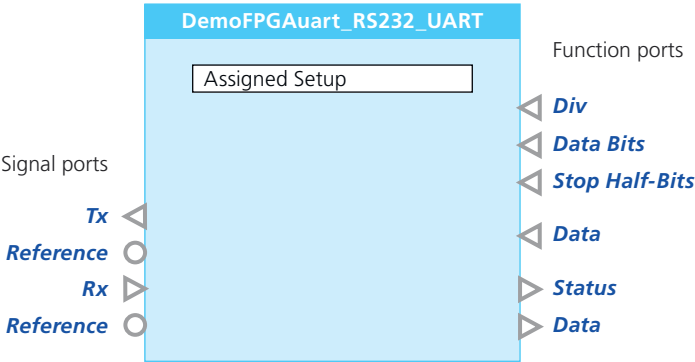 DemoFPGAuart_RS232_UART
Function ports
Assigned Setup
Div
Data Bits
Signal ports
Stop Half-Bits
Tx
Data
Reference
Rx
Status
Reference
Data